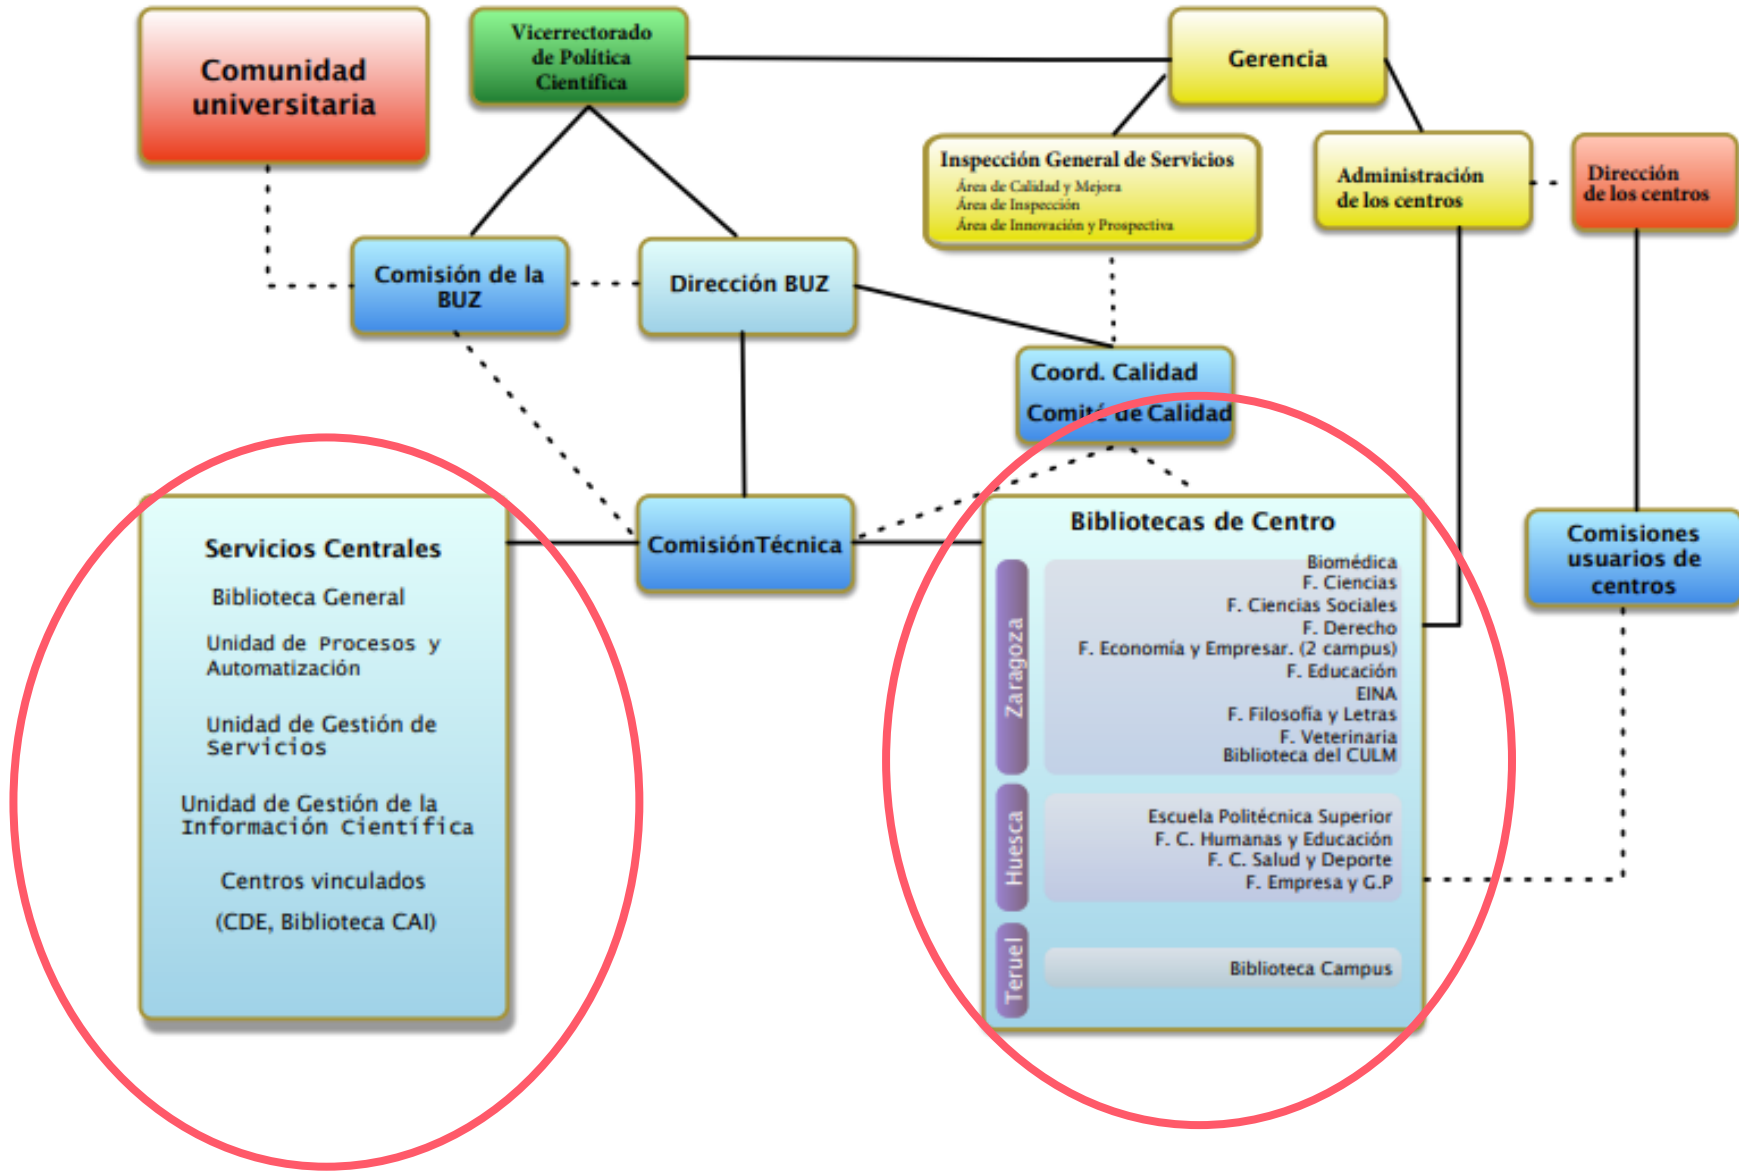 Comunidad
universitaria
Vicerrectorado
de Política
Científica
Gerencia
Inspección General de Servicios
Área de Calidad y Mejora
Área de Inspección
Área de Innovación y Prospectiva
Administración
de los centros
Dirección
de los centros
Comisión de la
BUZ
Dirección BUZ
Coord. Calidad
Comité de Calidad
Servicios Centrales
Biblioteca General
Unidad de Procesos y
Automatización
Unidad de Gestión de
Servicios
Unidad de Gestión de la
Información Científica
Centros vinculados
(CDE, Biblioteca CAI)
ComisiónTécnica
Bibliotecas de Centro
Zaragoza
Biomédica
F. Ciencias
F. Ciencias Sociales
F. Derecho
F. Economía y Empresar. (2 campus)
F. Educación
EINA
F. Filosofía y Letras
F. Veterinaria
Biblioteca del CULM
Huesca
Escuela Politécnica Superior
F. C. Humanas y Educación
F. C. Salud y Deporte
F. Empresa y G.P
Teruel
Biblioteca Campus
Comisiones
usuarios de
centros